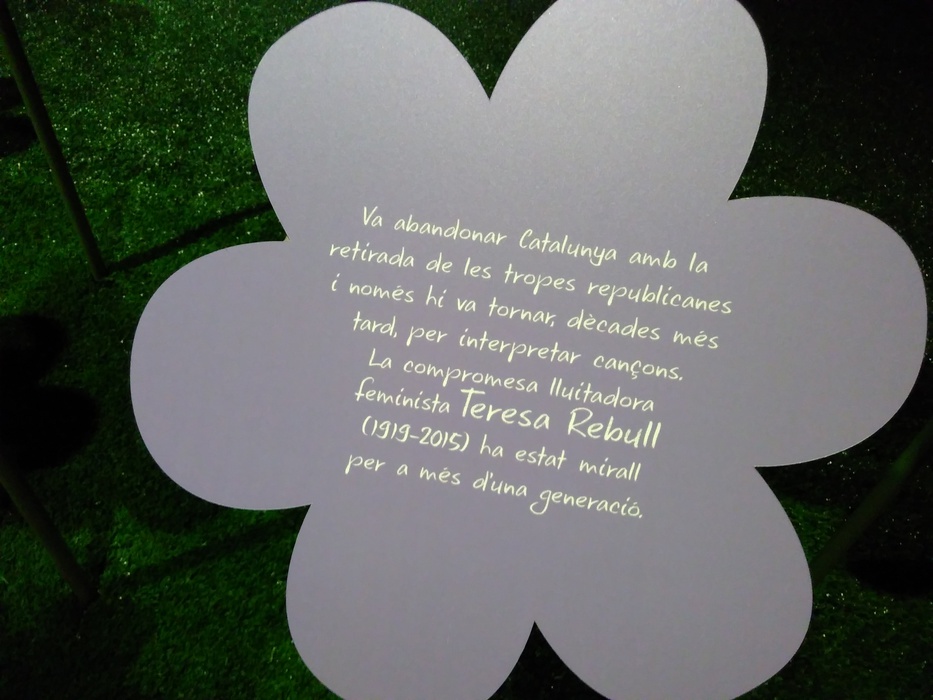 Va abandonar Catalunya amb la
retirada de les tropes republicanes
i només hi va tornar, dècades més
tard, per interpretar cançons.
La compromesa lluitadora
feminista Teresa Rebull
(1919-2015) ha estat mirall
per a més d'una generació.